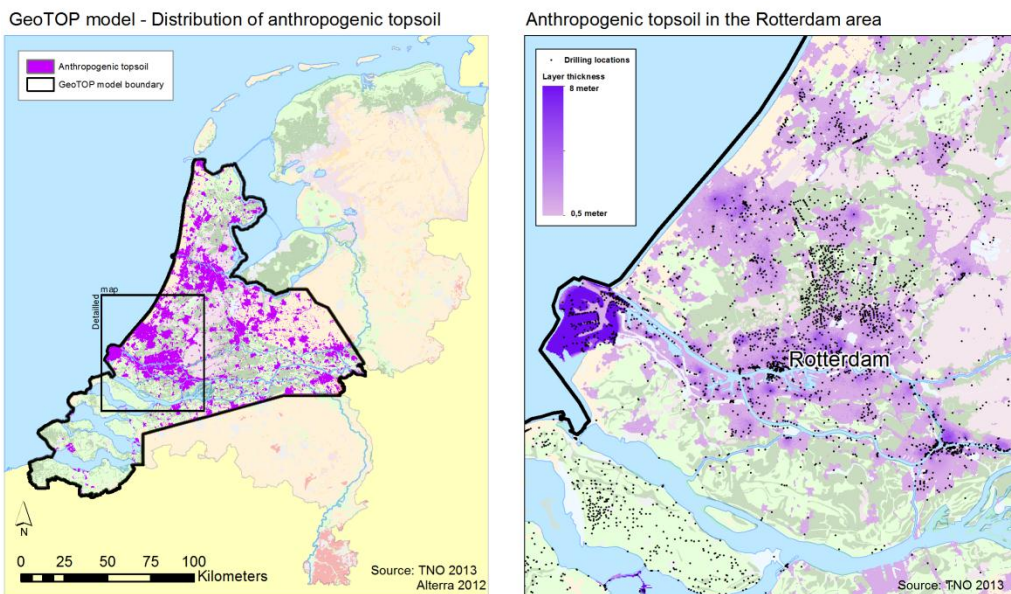 GeoTOP model - Distribution of anthropogenic topsoil
Anthropogenic topsoil
GeoTOP model boundary
Detailed map
N
0 25 50 75 100
Kilometers
Source: TNO 2013
Alterra 2012
Anthropogenic topsoil in the Rotterdam area
Drilling locations
Layer thickness
8 meter
0,5 meter
Rotterdam
Source: TNO 2013